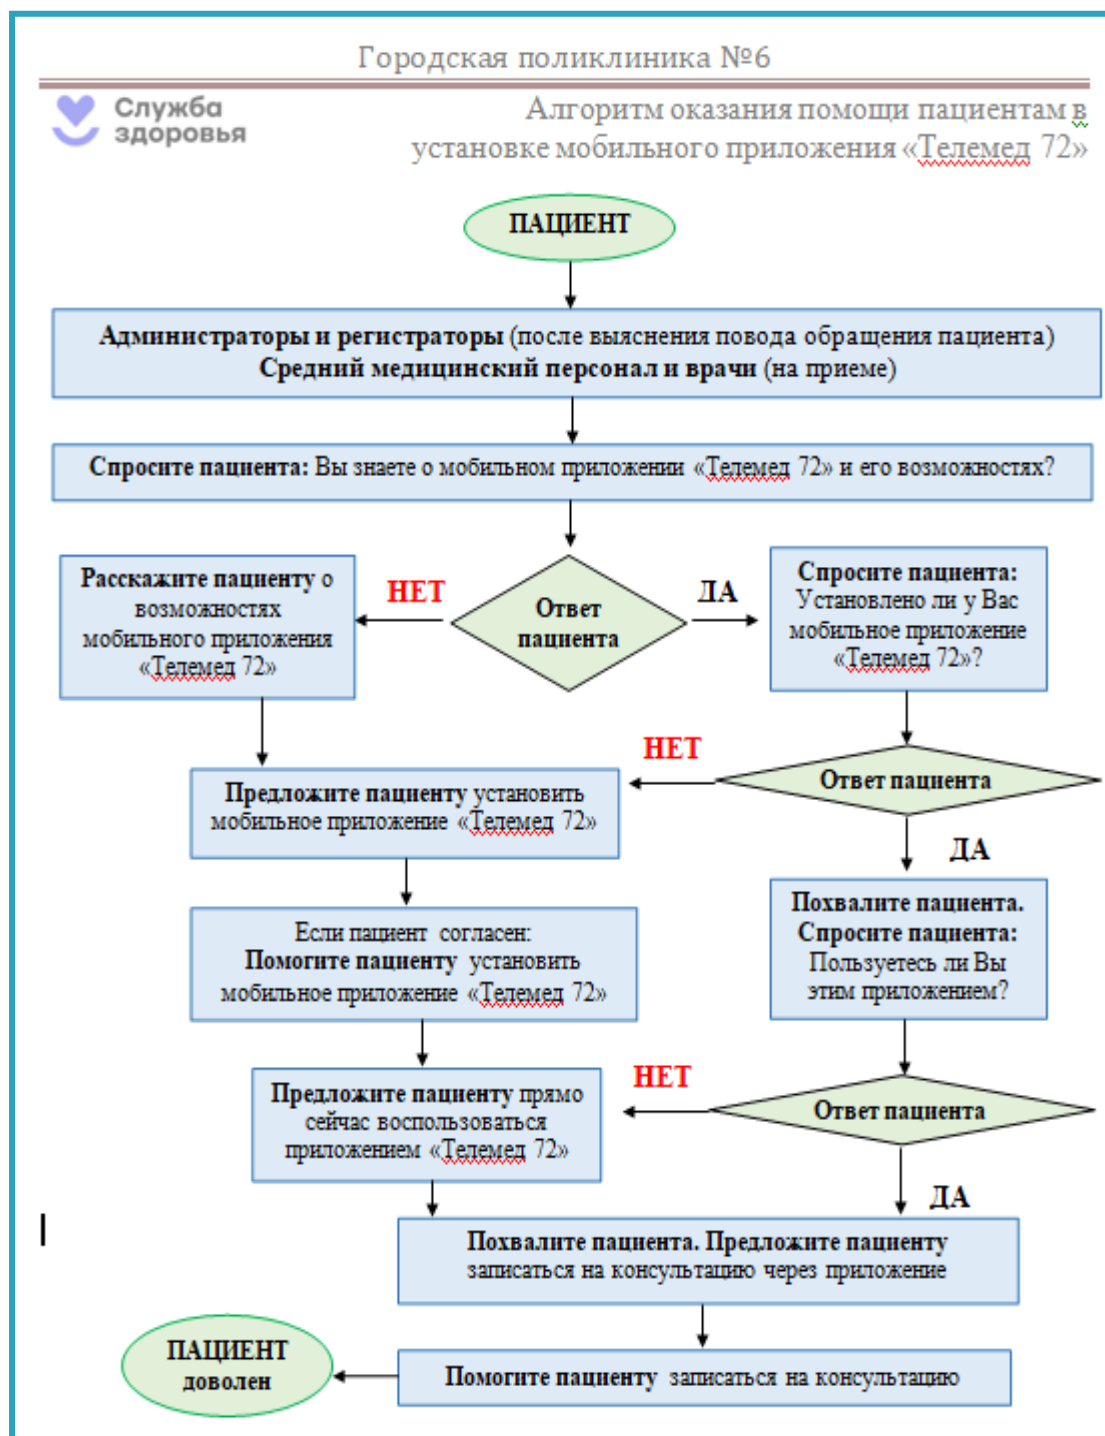 Городская поликлиника №6
Служба
здоровья
Алгоритм оказания помощи пациентам в
установке мобильного приложения «Телемед 72»
ПАЦИЕНТ
Администраторы и регистраторы (после выяснения повода обращения пациента)
Средний медицинский персонал и врачи (на приеме)
Спросите пациента: Вы знаете о мобильном приложении «Телемед 72» и его возможностях?
Расскажите пациенту о
возможностях
мобильного приложения
«Телемед 72»
НЕТ
Ответ
пациента
ДА
Спросите пациента:
Установлено ли у Вас
мобильное приложение
«Телемед 72»?
НЕТ
Ответ пациента
Предложите пациенту установить
мобильное приложение «Телемед 72»
ДА
Похвалите пациента.
Спросите пациента:
Пользуетесь ли Вы
этим приложением?
Если пациент согласен:
Помогите пациенту установить
мобильное приложение «Телемед 72»
НЕТ
Ответ пациента
Предложите пациенту прямо
сейчас воспользоваться
приложением «Телемед 72»
ДА
Похвалите пациента. Предложите пациенту
записаться на консультацию через приложение
ПАЦИЕНТ
доволен
Помогите пациенту записаться на консультацию